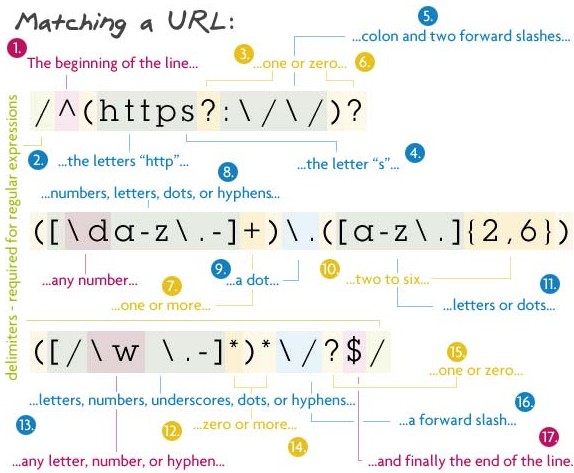 Matching a URL:
5.
...colon and two forward slashes...
1.
The beginning of the line...
3.
...one or zero...
6.
/^(https?:\/\/)?
2.
...the letters "http"...
...the letter "s"...
4.
8.
...numbers, letters, dots, or hyphens...
([\da-z\.-]+)\.([a-z\.]{2,6})
...any number...
7.
...one or more...
9.
...a dot...
10.
...two to six...
11.
...letters or dots...
delimiters - required for regular expressions
([/\w \.-]*)*\/?$/
15.
...one or zero...
...letters, numbers, underscores, dots, or hyphens...
16.
13.
12.
...zero or more...
14.
...a forward slash...
17.
...any letter, number, or hyphen...
...and finally the end of the line.